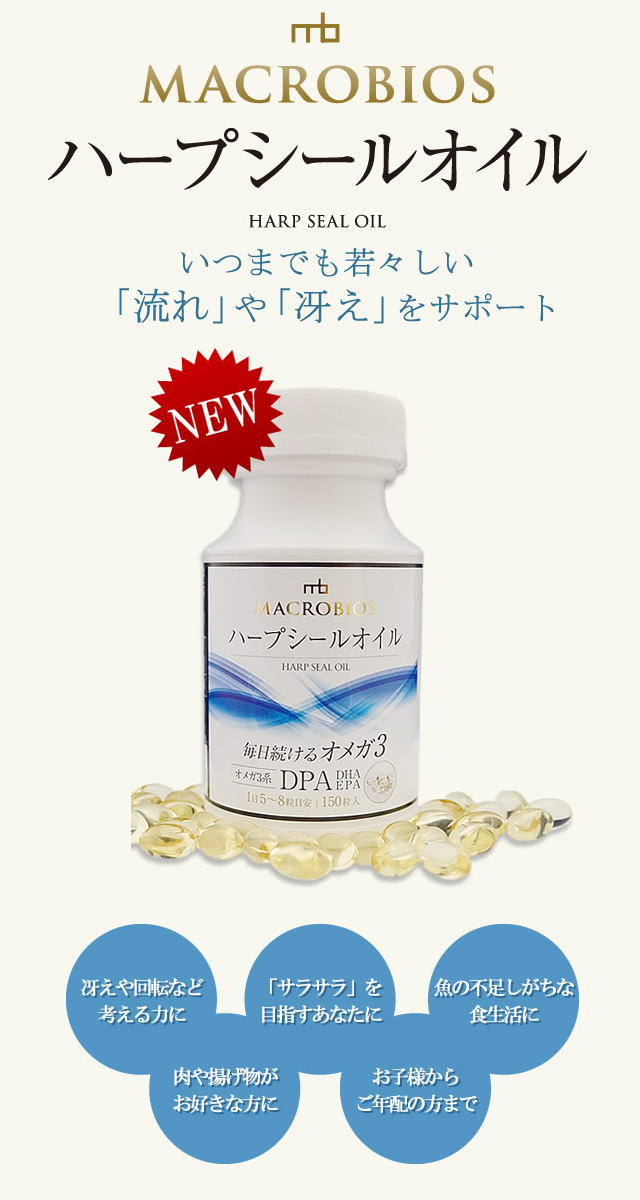 mb
MACROBIOS
ハープシールオイル
HARP SEAL OIL
いつまでも若々しい
「流れ」や「冴え」をサポート
NEW
mb
MACROBIOS
ハープシールオイル
HARP SEAL OIL
毎日続けるオメガ3
オメガ3系 DPA DHA EPA
1日5〜8粒目安 | 150粒入
冴えや回転など
考える力に
「サラサラ」を
目指すあなたに
魚の不足しがちな
食生活に
肉や揚げ物が
お好きな方に
お子様から
ご年配の方まで